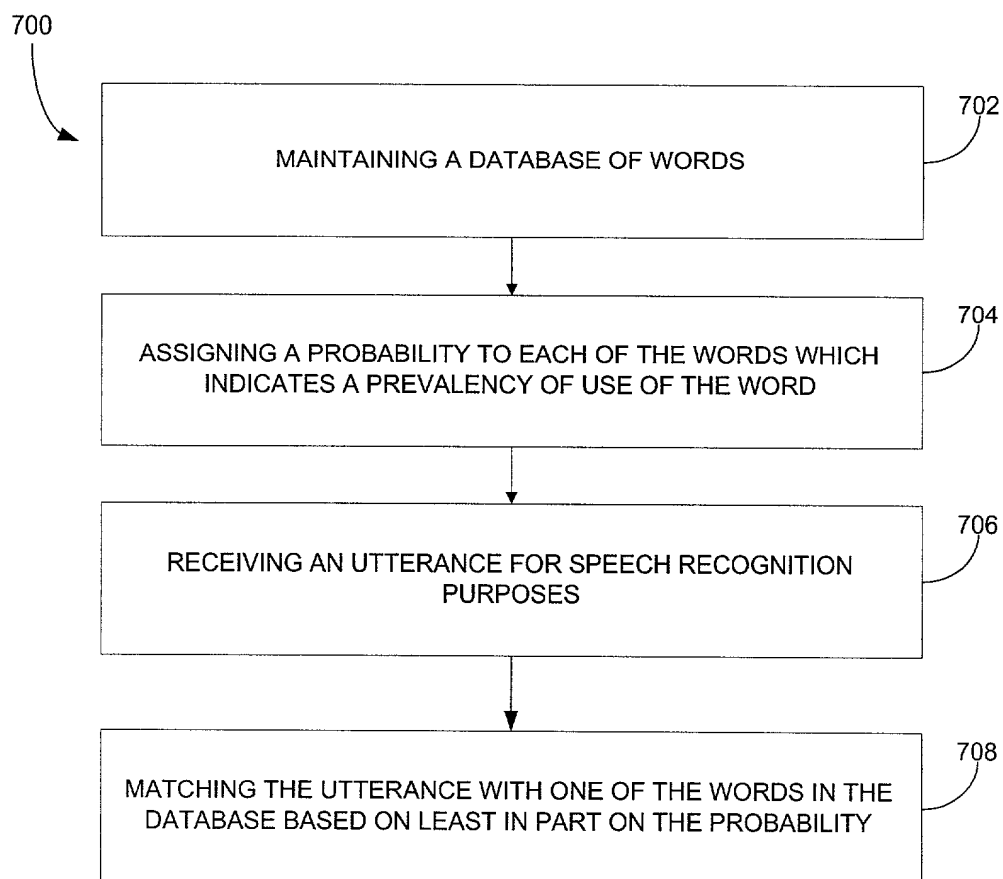 700
702
MAINTAINING A DATABASE OF WORDS
704
ASSIGNING A PROBABILITY TO EACH OF THE WORDS WHICH
INDICATES A PREVALENCY OF USE OF THE WORD
706
RECEIVING AN UTTERANCE FOR SPEECH RECOGNITION
PURPOSES
708
MATCHING THE UTTERANCE WITH ONE OF THE WORDS IN THE
DATABASE BASED ON LEAST IN PART ON THE PROBABILITY